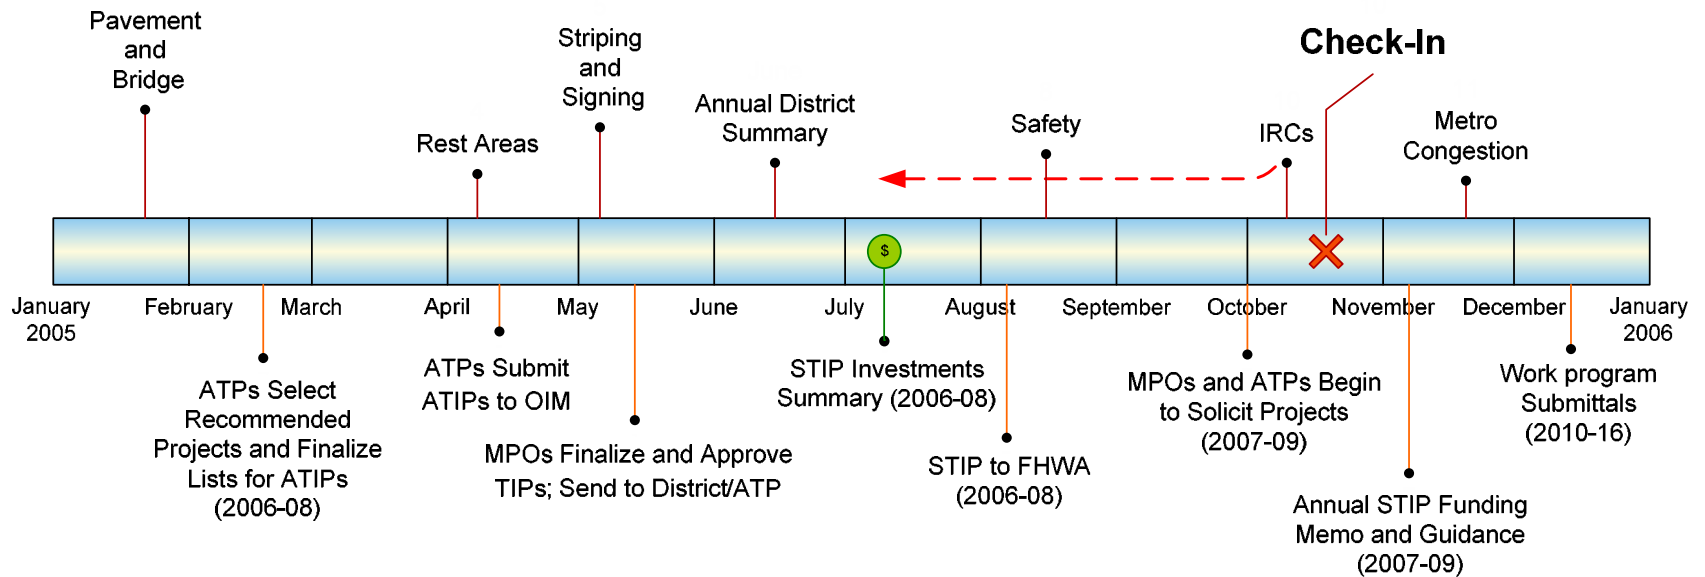 Pavement
and
Bridge
Rest Areas
Striping
and
Signing
Annual District
Summary
Safety
IRCs
Check-In
Metro
Congestion
$
January
2005
February
March
April
May
June
July
August
September
October
November
December
January
2006
ATPs Select
Recommended
Projects and Finalize
Lists for ATIPs
(2006-08)
ATPs Submit
ATIPs to OIM
MPOs Finalize and Approve
TIPs; Send to District/ATP
STIP Investments
Summary (2006-08)
STIP to FHWA
(2006-08)
MPOs and ATPs Begin
to Solicit Projects
(2007-09)
Annual STIP Funding
Memo and Guidance
(2007-09)
Work program
Submittals
(2010-16)